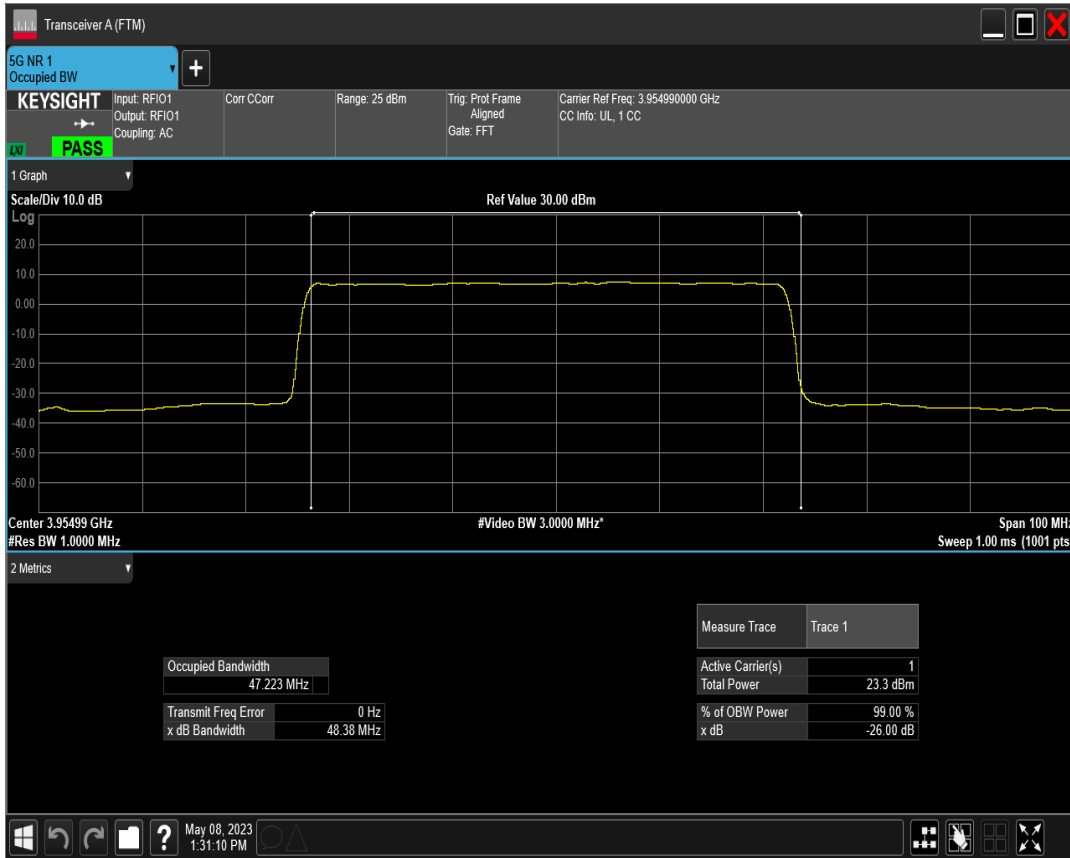 Transceiver A (FTM)
5G NR 1
Occupied BW
+
KEYSIGHT
Input: RFIO1
Output: RFIO1
Coupling: AC
Corr CCorr
Range: 25 dBm
Trig: Prot Frame
Aligned
Gate: FFT
Carrier Ref Freq: 3.954990000 GHz
CC Info: UL, 1 CC
LXI
PASS
1 Graph
Scale/Div 10.0 dB
Ref Value 30.00 dBm
Log
20.0
10.0
0.00
-10.0
-20.0
-30.0
-40.0
-50.0
-60.0
Center 3.95499 GHz
#Video BW 3.0000 MHz*
Span 100 MHz
#Res BW 1.0000 MHz
Sweep 1.00 ms (1001 pts
2 Metrics
Measure Trace Trace 1
Occupied Bandwidth
47.223 MHz
Active Carrier(s) 1
Total Power 23.3 dBm
Transmit Freq Error 0 Hz
x dB Bandwidth 48.38 MHz
% of OBW Power 99.00 %
x dB -26.00 dB
?
May 08, 2023
1:31:10 PM